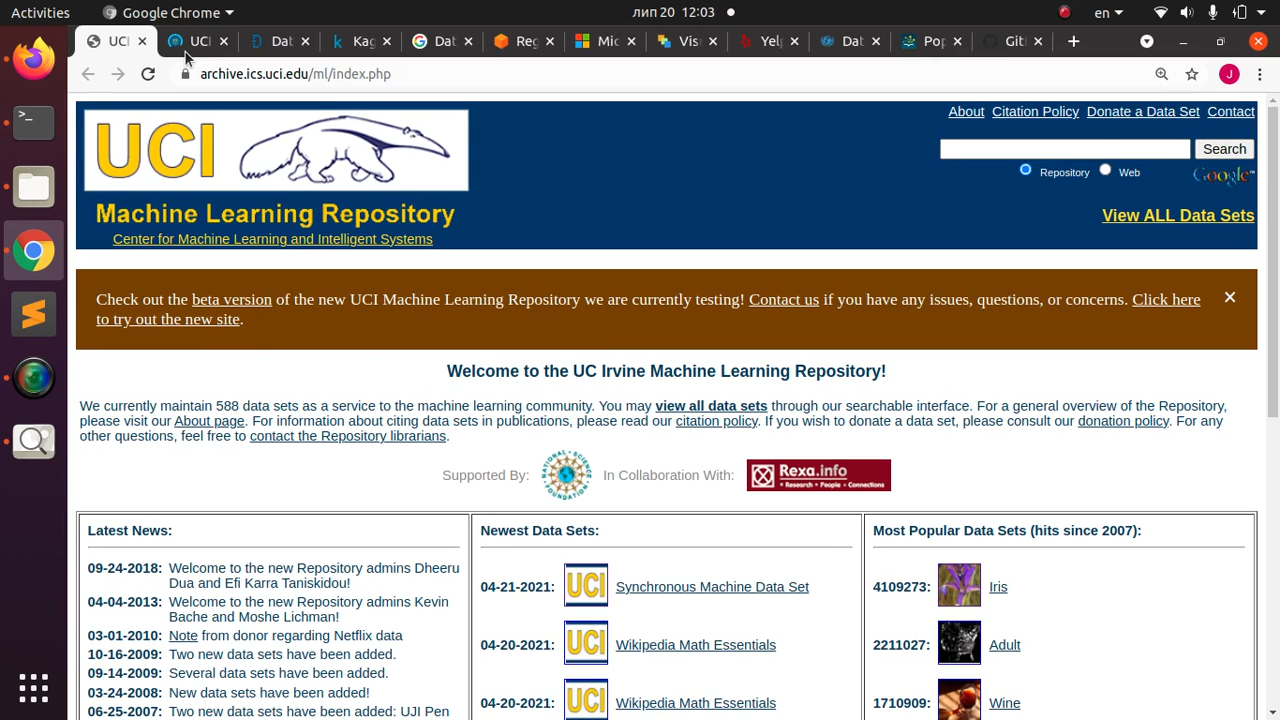 Activities Google Chrome лип 20 12:03 en
UCI UCI Dat Kag Dat Reg Mic Vis Yelp Dat Pop Git
archive.ics.uci.edu/ml/index.php J
About Citation Policy Donate a Data Set Contact
UCI
Search
Repository Web Google™
Machine Learning Repository
View ALL Data Sets
Center for Machine Learning and Intelligent Systems
Check out the beta version of the new UCI Machine Learning Repository we are currently testing! Contact us if you have any issues, questions, or concerns. Click here
to try out the new site.
Welcome to the UC Irvine Machine Learning Repository!
We currently maintain 588 data sets as a service to the machine learning community. You may view all data sets through our searchable interface. For a general overview of the Repository,
please visit our About page. For information about citing data sets in publications, please read our citation policy. If you wish to donate a data set, please consult our donation policy. For any
other questions, feel free to contact the Repository librarians.
Supported By: In Collaboration With: Rexa.info
Research People Connections
Latest News:
09-24-2018: Welcome to the new Repository admins Dheeru
Dua and Efi Karra Taniskidou!
04-04-2013: Welcome to the new Repository admins Kevin
Bache and Moshe Lichman!
03-01-2010: Note from donor regarding Netflix data
10-16-2009: Two new data sets have been added.
09-14-2009: Several data sets have been added.
03-24-2008: New data sets have been added!
06-25-2007: Two new data sets have been added: UJI Pen
Newest Data Sets:
04-21-2021: UCI Synchronous Machine Data Set
04-20-2021: UCI Wikipedia Math Essentials
04-20-2021: UCI Wikipedia Math Essentials
Most Popular Data Sets (hits since 2007):
4109273: Iris
2211027: Adult
1710909: Wine